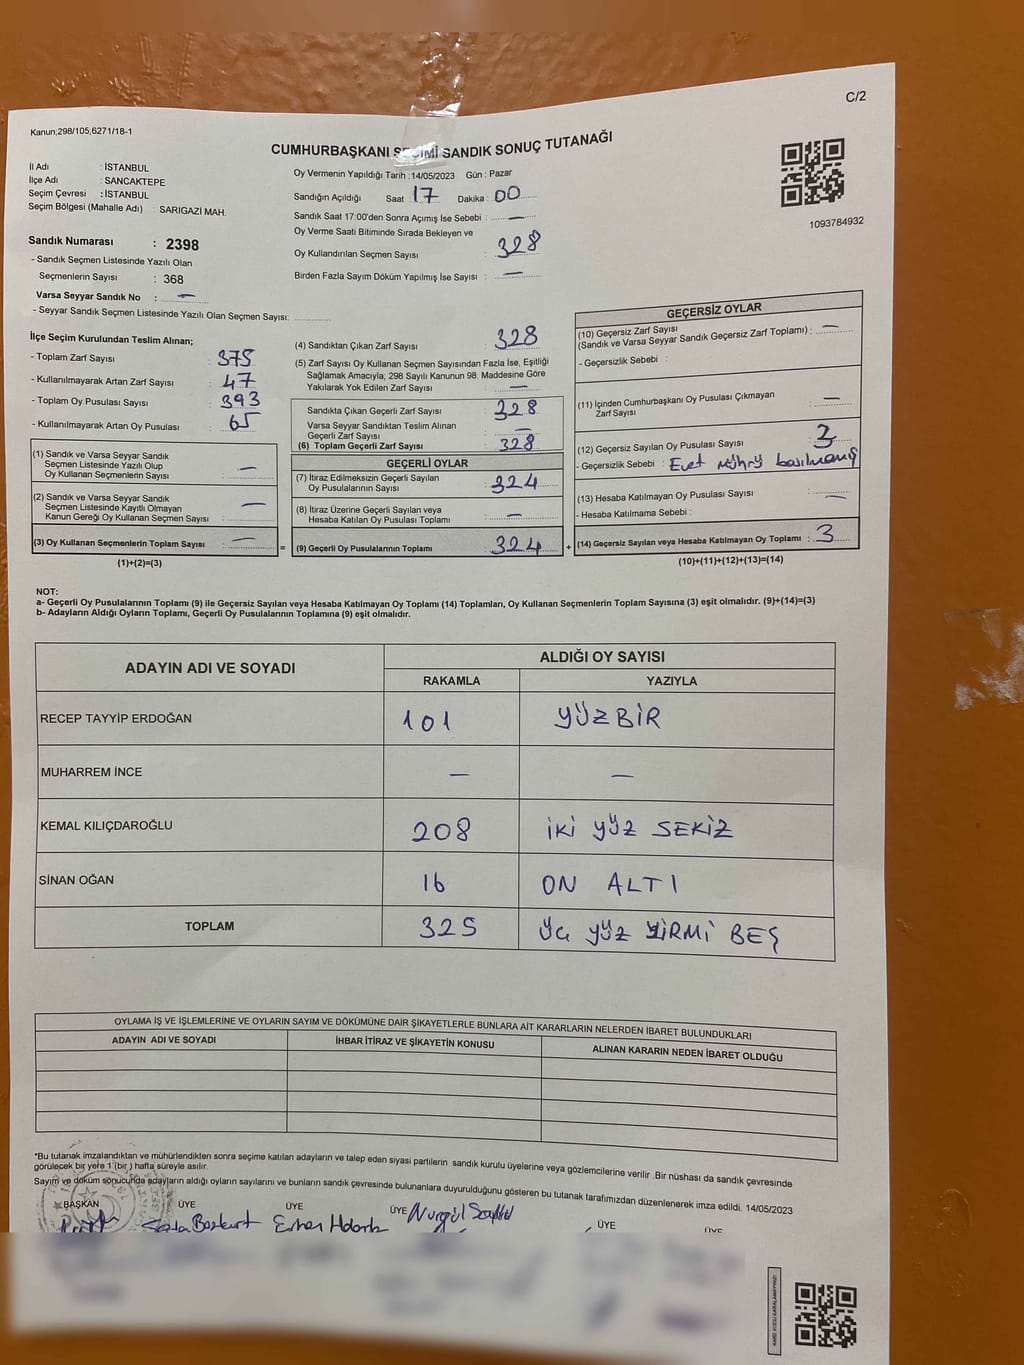 C/2
Kanun;298/105,6271/18-1
CUMHURBAŞKANI SEÇİMİ SANDIK SONUÇ TUTANAĞI
İl Adı : İSTANBUL
İlçe Adı : SANCAKTEPE
Seçim Çevresi : İSTANBUL
Seçim Bölgesi (Mahalle Adı) : SARIGAZİ MAH.
Oy Vermenin Yapıldığı Tarih :14/05/2023 Gün : Pazar
Sandığın Açıldığı Saat : 17 Dakika : 00
Sandık Saat 17:00'den Sonra Açımış İse Sebebi : —
Oy Verme Saati Bitiminde Sırada Bekleyen ve
Oy Kullandırılan Seçmen Sayısı : 328
Birden Fazla Sayım Döküm Yapılmış İse Sayısı : —
1093784932
Sandık Numarası : 2398
- Sandık Seçmen Listesinde Yazılı Olan
Seçmenlerin Sayısı : 368
Varsa Seyyar Sandık No : —
- Seyyar Sandık Seçmen Listesinde Yazılı Olan Seçmen Sayısı:
İlçe Seçim Kurulundan Teslim Alınan;
- Toplam Zarf Sayısı : 375
- Kullanılmayarak Artan Zarf Sayısı : 47
- Toplam Oy Pusulası Sayısı : 393
- Kullanılmayarak Artan Oy Pusulası : 65
(1) Sandık ve Varsa Seyyar Sandık
Seçmen Listesinde Yazılı Olup
Oy Kullanan Seçmenlerin Sayısı : —
(2) Sandık ve Varsa Seyyar Sandık
Seçmen Listesinde Kayıtlı Olmayan
Kanun Gereği Oy Kullanan Seçmen Sayısı : —
(3) Oy Kullanan Seçmenlerin Toplam Sayısı : —
(1)+(2)=(3)
=
(4) Sandıktan Çıkan Zarf Sayısı : 328
(5) Zarf Sayısı Oy Kullanan Seçmen Sayısından Fazla İse, Eşitliği
Sağlamak Amacıyla; 298 Sayılı Kanunun 98. Maddesine Göre
Yakılarak Yok Edilen Zarf Sayısı : —
Sandıkta Çıkan Geçerli Zarf Sayısı : 328
Varsa Seyyar Sandıktan Teslim Alınan
Geçerli Zarf Sayısı : —
(6) Toplam Geçerli Zarf Sayısı : 328
GEÇERLİ OYLAR
(7) İtiraz Edilmeksizin Geçerli Sayılan
Oy Pusulalarının Sayısı : 324
(8) İtiraz Üzerine Geçerli Sayılan veya
Hesaba Katılan Oy Pusulası Toplamı : —
(9) Geçerli Oy Pusulalarının Toplamı : 324
+
GEÇERSİZ OYLAR
(10) Geçersiz Zarf Sayısı
(Sandık ve Varsa Seyyar Sandık Geçersiz Zarf Toplamı) : —
- Geçersizlik Sebebi :
(11) İçinden Cumhurbaşkanı Oy Pusulası Çıkmayan
Zarf Sayısı : —
(12) Geçersiz Sayılan Oy Pusulası Sayısı : 3
- Geçersizlik Sebebi : Evet mührü basılmamış
(13) Hesaba Katılmayan Oy Pusulası Sayısı : —
- Hesaba Katılmama Sebebi :
(14) Geçersiz Sayılan veya Hesaba Katılmayan Oy Toplamı : 3
(10)+(11)+(12)+(13)=(14)
NOT:
a- Geçerli Oy Pusulalarının Toplamı (9) ile Geçersiz Sayılan veya Hesaba Katılmayan Oy Toplamı (14) Toplamları, Oy Kullanan Seçmenlerin Toplam Sayısına (3) eşit olmalıdır. (9)+(14)=(3)
b- Adayların Aldığı Oyların Toplamı, Geçerli Oy Pusulalarının Toplamına (9) eşit olmalıdır.
ADAYIN ADI VE SOYADI
ALDIĞI OY SAYISI
RAKAMLA YAZIYLA
RECEP TAYYİP ERDOĞAN 101 YÜZBİR
MUHARREM İNCE — —
KEMAL KILIÇDAROĞLU 208 İKİ YÜZ SEKİZ
SİNAN OĞAN 16 ON ALTI
TOPLAM 325 ÜÇ YÜZ YİRMİ BEŞ
OYLAMA İŞ VE İŞLEMLERİNE VE OYLARIN SAYIM VE DÖKÜMÜNE DAİR ŞİKAYETLERLE BUNLARA AİT KARARLARIN NELERDEN İBARET BULUNDUKLARI
ADAYIN ADI VE SOYADI İHBAR İTİRAZ VE ŞİKAYETİN KONUSU ALINAN KARARIN NEDEN İBARET OLDUĞU
*Bu tutanak imzalandıktan ve mühürlendikten sonra seçime katılan adayların ve talep eden siyasi partilerin sandık kurulu üyelerine veya gözlemcilerine verilir .Bir nüshası da sandık çevresinde
görülecek bir yere 1 (bir ) hafta süreyle asılır.
Sayım ve döküm sonucunda adayların aldığı oyların sayılarını ve bunların sandık çevresinde bulunanlara duyurulduğunu gösteren bu tutanak tarafımızdan düzenlenerek imza edildi. 14/05/2023
BAŞKAN ÜYE ÜYE ÜYE ÜYE ÜYE
Bozkurt Nurgül